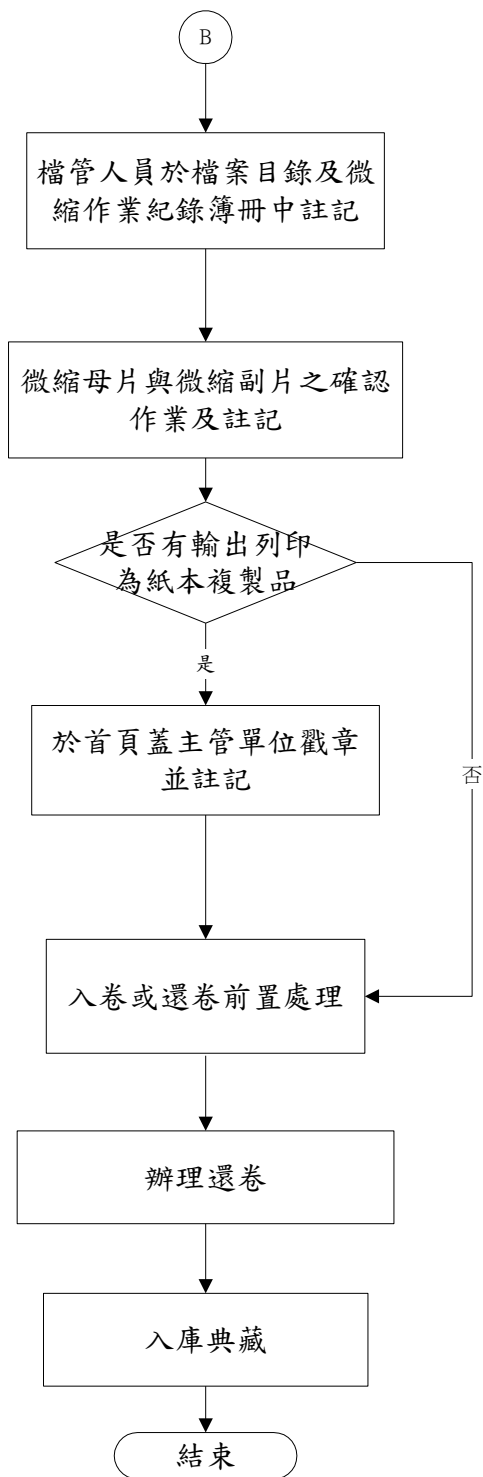 B
檔管人員於檔案目錄及微
縮作業紀錄簿冊中註記
微縮母片與微縮副片之確認
作業及註記
是否有輸出列印
為紙本複製品
是
於首頁蓋主管單位戳章
並註記
否
入卷或還卷前置處理
辦理還卷
入庫典藏
結束